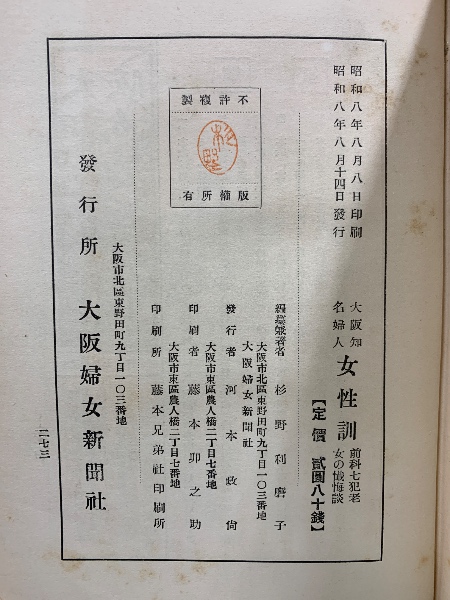 昭和八年八月八日印刷
昭和八年八月十四日發行
大阪知名婦人
女性訓
前科七犯老女の懺悔談
【定價 貳圓八十錢】
不許複製
版權所有
編纂兼著者 杉野利磨子
大阪市北區東野田町九丁目一〇三番地
大阪婦女新聞社
發行者 河本政尙
大阪市東區農人橋二丁目七番地
印刷者 藤本卯之助
大阪市東區農人橋二丁目七番地
印刷所 藤本兄弟社印刷所
大阪市北區東野田町九丁目一〇三番地
發行所 大阪婦女新聞社
二七三